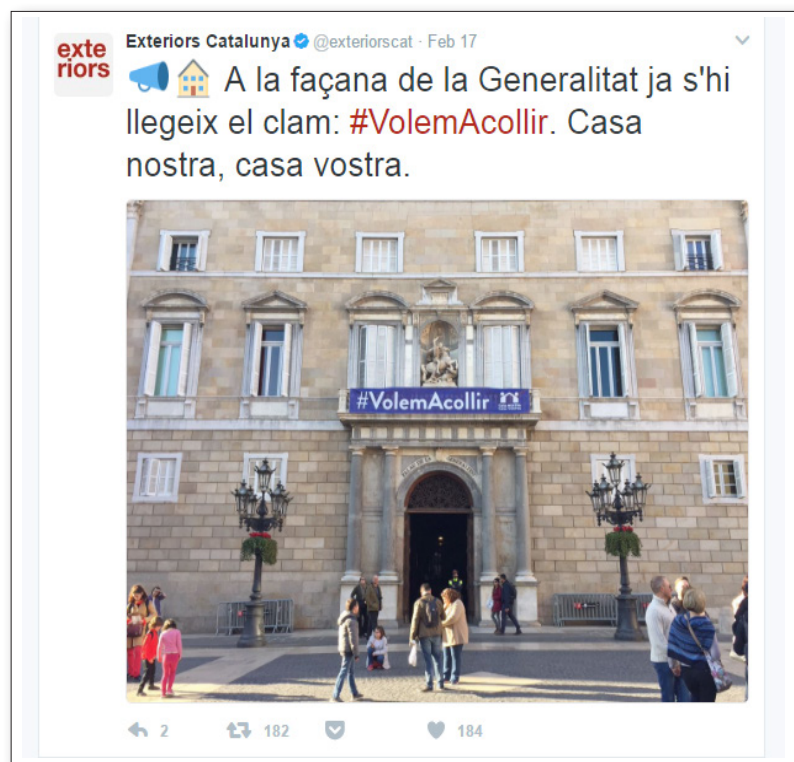 exte
riors
Exteriors Catalunya @exteriorscat · Feb 17
A la façana de la Generalitat ja s'hi
llegeix el clam: #VolemAcollir. Casa
nostra, casa vostra.
#VolemAcollir
2 182 184